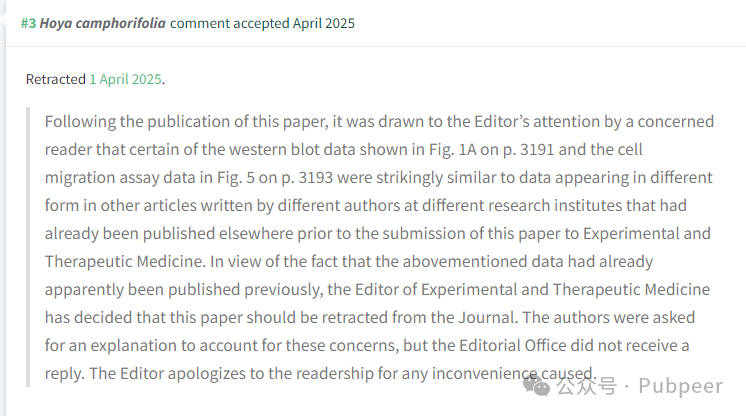 #3 Hoya camphorifolia comment accepted April 2025
Retracted 1 April 2025.
Following the publication of this paper, it was drawn to the Editor’s attention by a concerned
reader that certain of the western blot data shown in Fig. 1A on p. 3191 and the cell
migration assay data in Fig. 5 on p. 3193 were strikingly similar to data appearing in different
form in other articles written by different authors at different research institutes that had
already been published elsewhere prior to the submission of this paper to Experimental and
Therapeutic Medicine. In view of the fact that the abovementioned data had already
apparently been published previously, the Editor of Experimental and Therapeutic Medicine
has decided that this paper should be retracted from the Journal. The authors were asked
for an explanation to account for these concerns, but the Editorial Office did not receive a
reply. The Editor apologizes to the readership for any inconvenience caused.
公众号 · Pubpeer